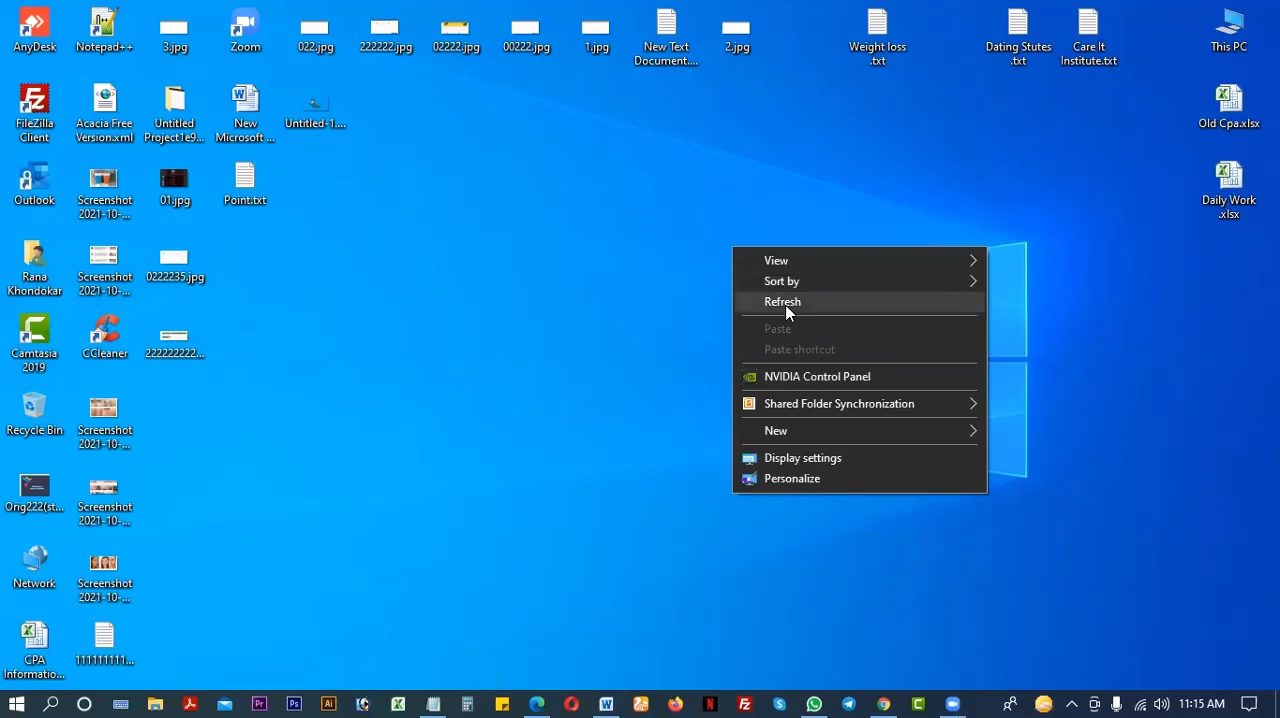 AnyDesk
Notepad++
3.jpg
Zoom
022.jpg
222222.jpg
02222.jpg
00222.jpg
1.jpg
New Text
Document....
2.jpg
Weight loss
.txt
Dating Stutes
.txt
Care It
Institute.txt
This PC
FileZilla
Client
Acacia Free
Version.xml
Untitled
Project1e9...
New
Microsoft ...
Untitled-1....
Old Cpa.xlsx
Outlook
Screenshot
2021-10-...
01.jpg
Point.txt
Daily Work
.xlsx
Rana
Khondokar
Screenshot
2021-10-...
0222235.jpg
Camtasia
2019
CCleaner
222222222...
Recycle Bin
Screenshot
2021-10-...
Orig222(st...
Screenshot
2021-10-...
Network
Screenshot
2021-10-...
CPA
Informatio...
111111111...
View
Sort by
Refresh
Paste
Paste shortcut
NVIDIA Control Panel
Shared Folder Synchronization
New
Display settings
Personalize
11:15 AM